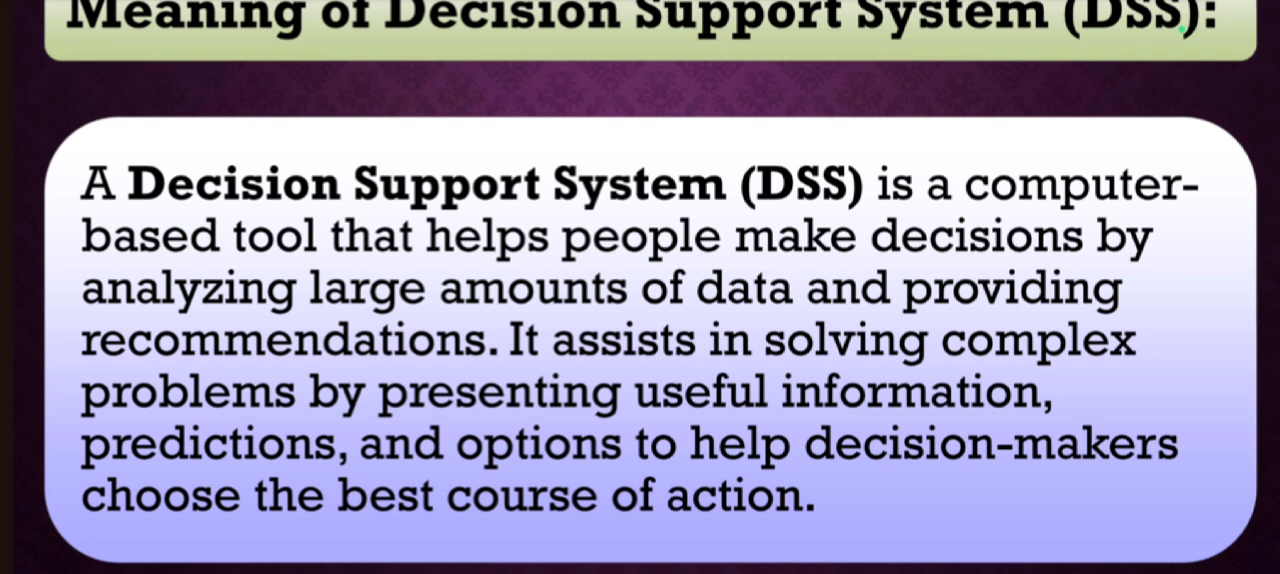 Meaning of Decision Support System (DSS):
A Decision Support System (DSS) is a computer-
based tool that helps people make decisions by
analyzing large amounts of data and providing
recommendations. It assists in solving complex
problems by presenting useful information,
predictions, and options to help decision-makers
choose the best course of action.